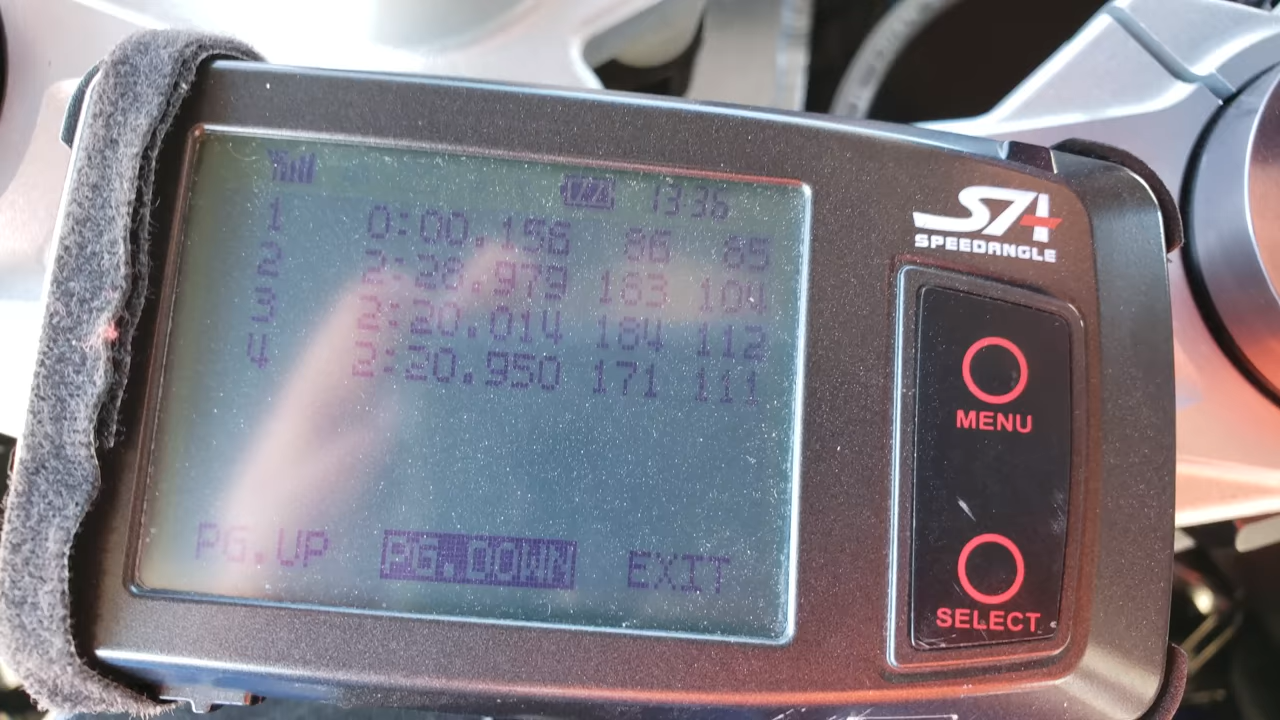 13:36
1 0:00.156 86 85
2 2:28.979 183 104
3 2:20.014 184 112
4 2:20.950 171 111
PG.UP PG.DOWN EXIT
S7+
SPEEDANGLE
MENU
SELECT